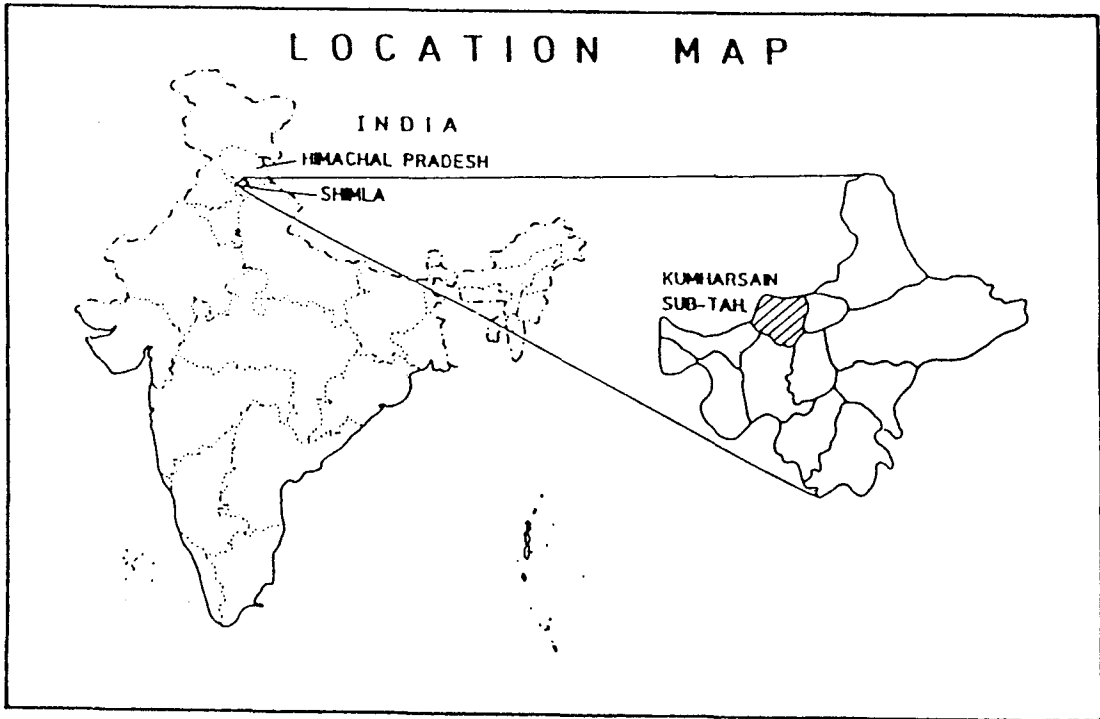 LOCATION MAP
INDIA
HIMACHAL PRADESH
SHIMLA
KUMHARSAIN
SUB-TAH.